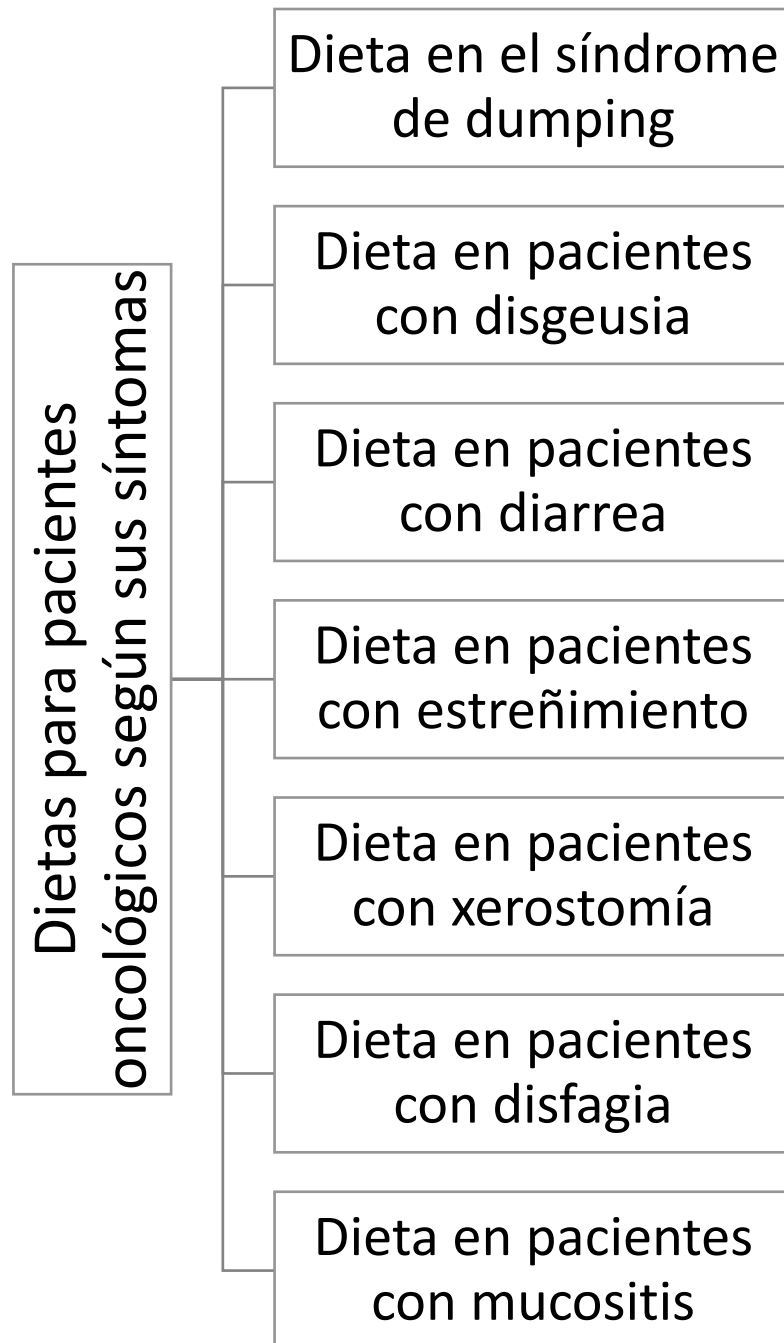 Dietas para pacientes
oncológicos según sus síntomas
Dieta en el síndrome
de dumping
Dieta en pacientes
con disgeusia
Dieta en pacientes
con diarrea
Dieta en pacientes
con estreñimiento
Dieta en pacientes
con xerostomía
Dieta en pacientes
con disfagia
Dieta en pacientes
con mucositis